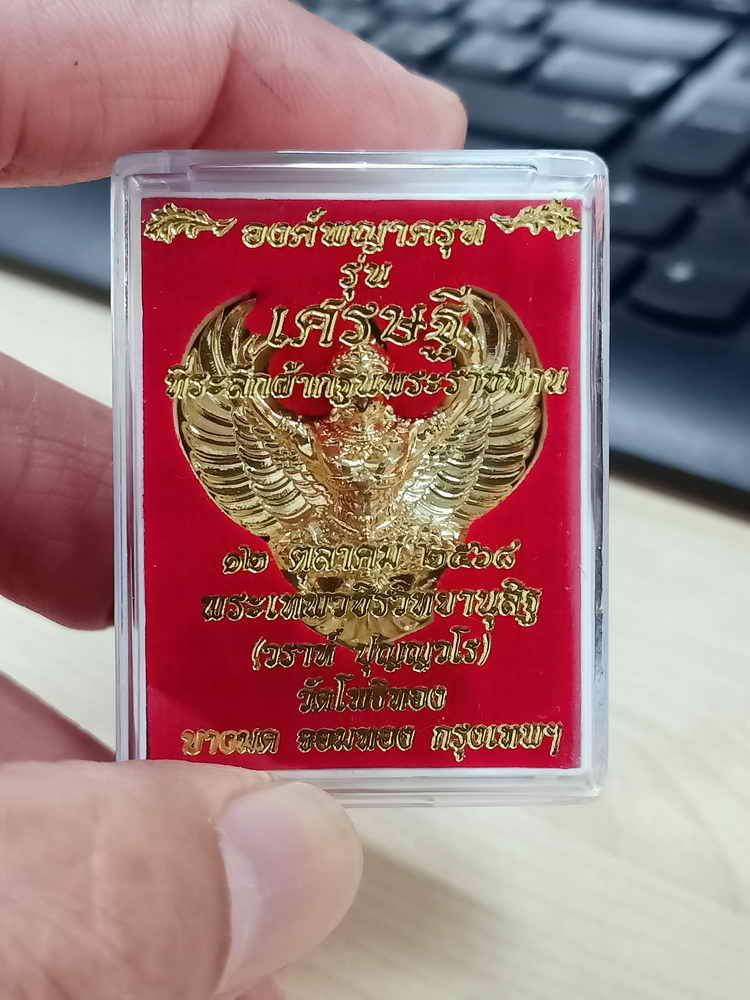 องค์พญาครุฑ
รุ่น
เศรษฐี
ที่ระลึกผ้ากฐินพระราชทาน
๑๒ ตุลาคม ๒๕๖๘
พระเทพวชิรวิทยานุสิฐ
(วราห์ ปุญญวโร)
วัดโพธิทอง
บางมด จอมทอง กรุงเทพฯ